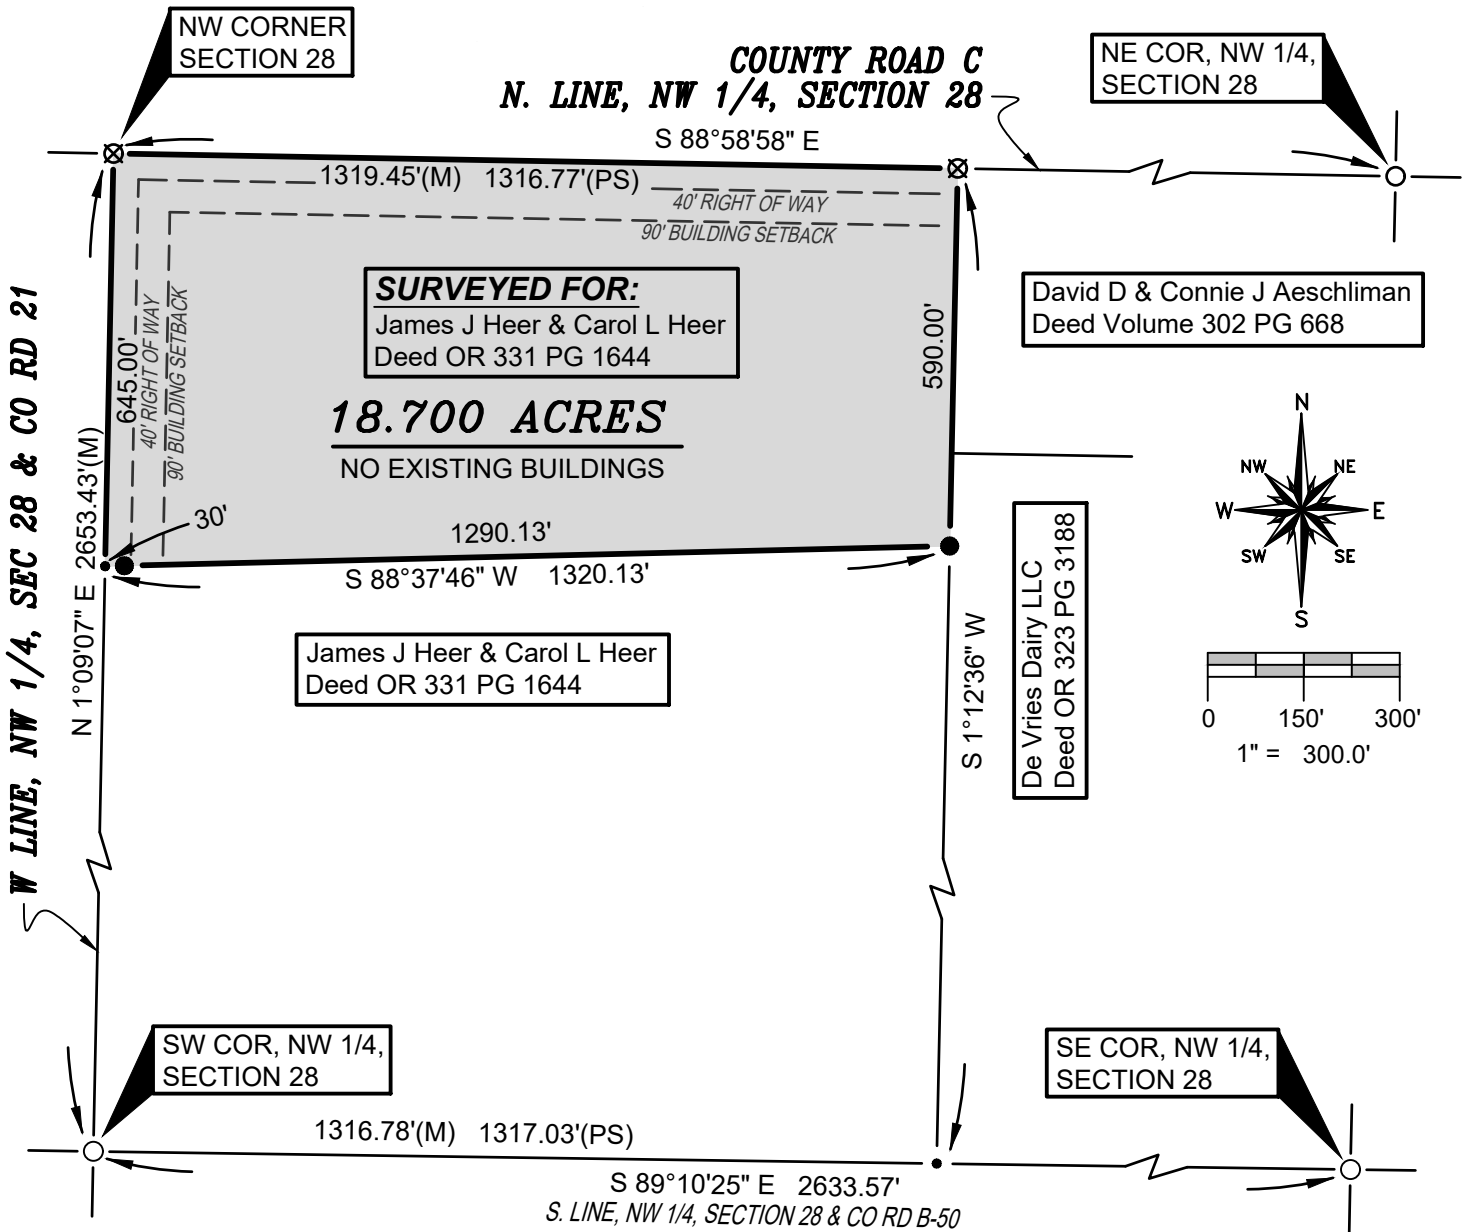 NW CORNER
SECTION 28
COUNTY ROAD C
N. LINE, NW 1/4, SECTION 28
NE COR, NW 1/4,
SECTION 28
S 88°58'58" E
1319.45'(M) 1316.77'(PS)
40' RIGHT OF WAY
90' BUILDING SETBACK
SURVEYED FOR:
James J Heer & Carol L Heer
Deed OR 331 PG 1644
18.700 ACRES
NO EXISTING BUILDINGS
645.00'
40' RIGHT OF WAY
90' BUILDING SETBACK
590.00'
David D & Connie J Aeschliman
Deed Volume 302 PG 668
W LINE, NW 1/4, SEC 28 & CO RD 21
N 1°09'07" E 2653.43'(M)
30'
1290.13'
S 88°37'46" W 1320.13'
James J Heer & Carol L Heer
Deed OR 331 PG 1644
S 1°12'36" W
De Vries Dairy LLC
Deed OR 323 PG 3188
N
NW
NE
W
E
SW
SE
S
0 150' 300'
1" = 300.0'
SW COR, NW 1/4,
SECTION 28
SE COR, NW 1/4,
SECTION 28
1316.78'(M) 1317.03'(PS)
S 89°10'25" E 2633.57'
S. LINE, NW 1/4, SECTION 28 & CO RD B-50